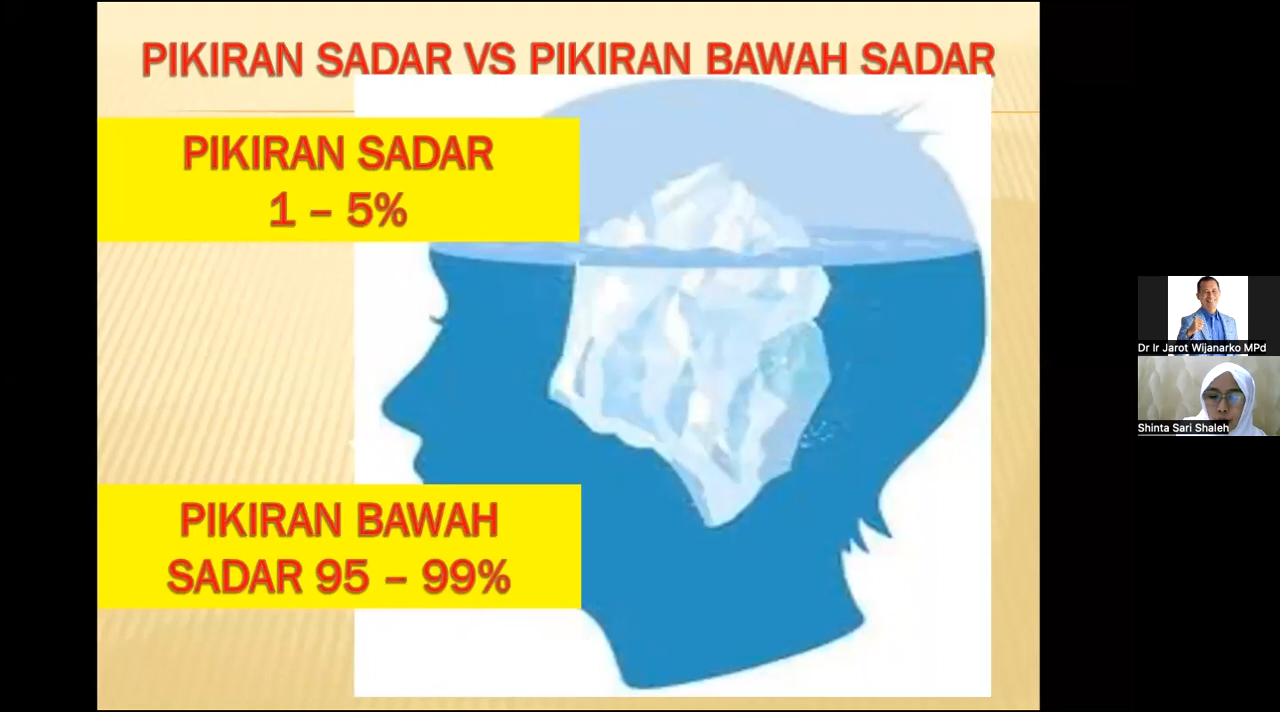 PIKIRAN SADAR VS PIKIRAN BAWAH SADAR
PIKIRAN SADAR
1 – 5%
PIKIRAN BAWAH
SADAR 95 – 99%
Dr Ir Jarot Wijanarko MPd
Shinta Sari Shaleh